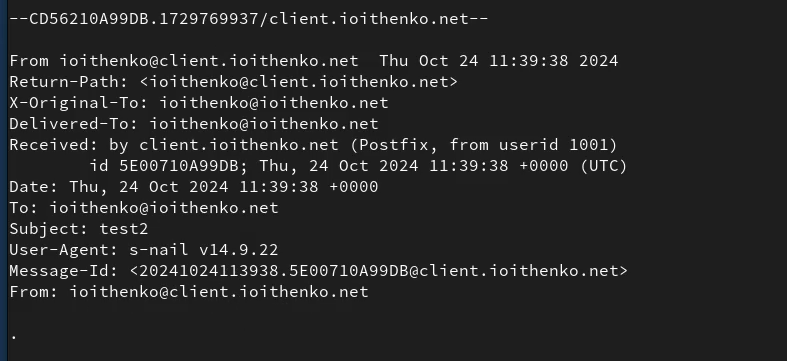 --CD56210A99DB.1729769937/client.ioithenko.net--
From ioithenko@client.ioithenko.net  Thu Oct 24 11:39:38 2024
Return-Path: <ioithenko@client.ioithenko.net>
X-Original-To: ioithenko@ioithenko.net
Delivered-To: ioithenko@ioithenko.net
Received: by client.ioithenko.net (Postfix, from userid 1001)
        id 5E00710A99DB; Thu, 24 Oct 2024 11:39:38 +0000 (UTC)
Date: Thu, 24 Oct 2024 11:39:38 +0000
To: ioithenko@ioithenko.net
Subject: test2
User-Agent: s-nail v14.9.22
Message-Id: <20241024113938.5E00710A99DB@client.ioithenko.net>
From: ioithenko@client.ioithenko.net
.